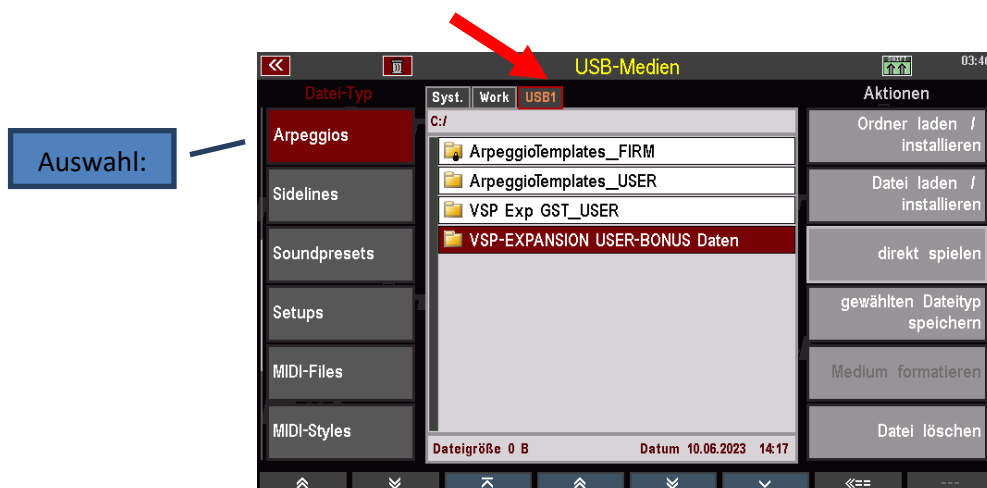 USB-Medien
SHIFT
03:46
Datei-Typ
Syst. Work USB1
Aktionen
C:/
Auswahl:
Arpeggios
Sidelines
Soundpresets
Setups
MIDI-Files
MIDI-Styles
ArpeggioTemplates_FIRM
ArpeggioTemplates_USER
VSP Exp GST_USER
VSP-EXPANSION USER-BONUS Daten
Dateigröße 0 B Datum 10.06.2023 14:17
Ordner laden /
installieren
Datei laden /
installieren
direkt spielen
gewählten Dateityp
speichern
Medium formatieren
Datei löschen
«== ---